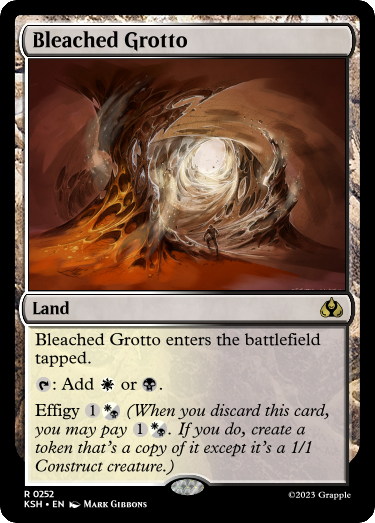 Bleached Grotto
Land
Bleached Grotto enters the battlefield
tapped.
: Add or .
Effigy 1 (When you discard this card,
you may pay 1 . If you do, create a
token that's a copy of it except it's a 1/1
Construct creature.)
R 0252
KSH • EN Mark Gibbons
©2023 Grapple